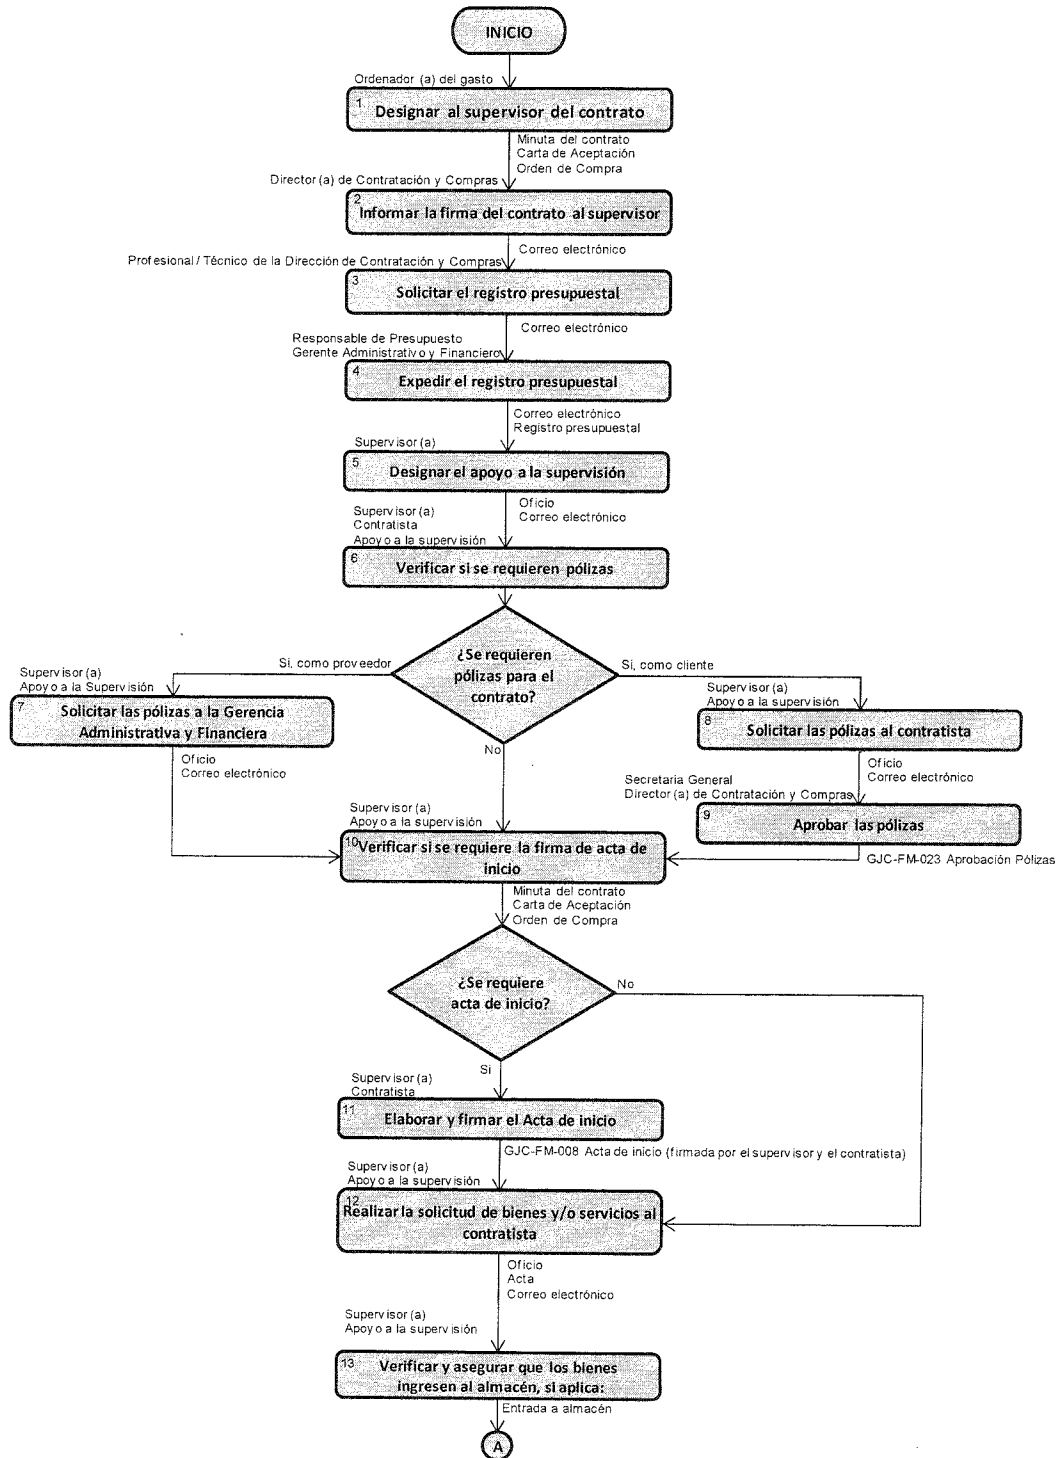 INICIO
Ordenador (a) del gasto
1
Designar al supervisor del contrato
Minuta del contrato
Carta de Aceptación
Orden de Compra
Director (a) de Contratación y Compras
2
Informar la firma del contrato al supervisor
Correo electrónico
Profesional / Técnico de la Dirección de Contratación y Compras
3
Solicitar el registro presupuestal
Correo electrónico
Responsable de Presupuesto
Gerente Administrativo y Financiero
4
Expedir el registro presupuestal
Correo electrónico
Registro presupuestal
Supervisor (a)
5
Designar el apoyo a la supervisión
Oficio
Correo electrónico
Supervisor (a)
Contratista
Apoyo a la supervisión
6
Verificar si se requieren pólizas
¿Se requieren
pólizas para el
contrato?
Sí, como proveedor
Sí, como cliente
No
Supervisor (a)
Apoyo a la Supervisión
7
Solicitar las pólizas a la Gerencia
Administrativa y Financiera
Oficio
Correo electrónico
Supervisor (a)
Apoyo a la supervisión
8
Solicitar las pólizas al contratista
Oficio
Correo electrónico
Secretaria General
Director (a) de Contratación y Compras
9
Aprobar las pólizas
GJC-FM-023 Aprobación Pólizas
Supervisor (a)
Apoyo a la supervisión
10
Verificar si se requiere la firma de acta de
inicio
Minuta del contrato
Carta de Aceptación
Orden de Compra
¿Se requiere
acta de inicio?
No
Si
Supervisor (a)
Contratista
11
Elaborar y firmar el Acta de inicio
GJC-FM-008 Acta de inicio (firmada por el supervisor y el contratista)
Supervisor (a)
Apoyo a la supervisión
12
Realizar la solicitud de bienes y/o servicios al
contratista
Oficio
Acta
Correo electrónico
Supervisor (a)
Apoyo a la supervisión
13
Verificar y asegurar que los bienes
ingresen al almacén, si aplica:
Entrada a almacén
A